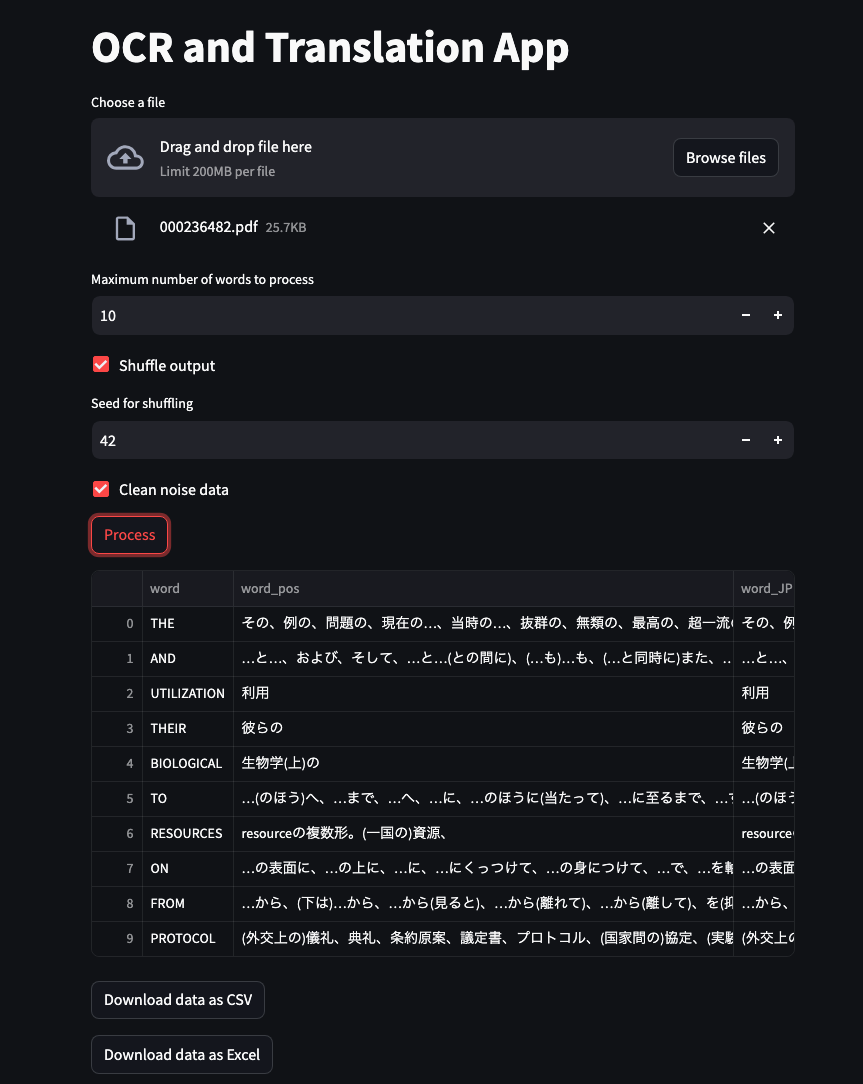 OCR and Translation App
Choose a file
Drag and drop file here
Limit 200MB per file
Browse files
000236482.pdf 25.7KB
Maximum number of words to process
10
Shuffle output
Seed for shuffling
42
Clean noise data
Process
word word_pos word_JP
0 THE その、例の、問題の、現在の…、当時の…、抜群の、無類の、最高の、超一流 その、例
1 AND …と…、および、そして、…と…(との間に)、(…も)…も、(…と同時に)また、… …と…、
2 UTILIZATION 利用 利用
3 THEIR 彼らの 彼らの
4 BIOLOGICAL 生物学(上)の 生物学(
5 TO …(のほう)へ、…まで、…へ、…に、…のほうに(当たって)、…に至るまで、… …(のほ
6 RESOURCES resourceの複数形。(一国の)資源、 resource
7 ON …の表面に、…の上に、…に、…にくっつけて、…の身につけて、…で、…を …の表面
8 FROM …から、(下は)…から、…から(見ると)、…から(離れて)、…から(離して)、を( …から、
9 PROTOCOL (外交上の)儀礼、典礼、条約原案、議定書、プロトコル、(国家間の)協定、(実 (外交上
Download data as CSV
Download data as Excel